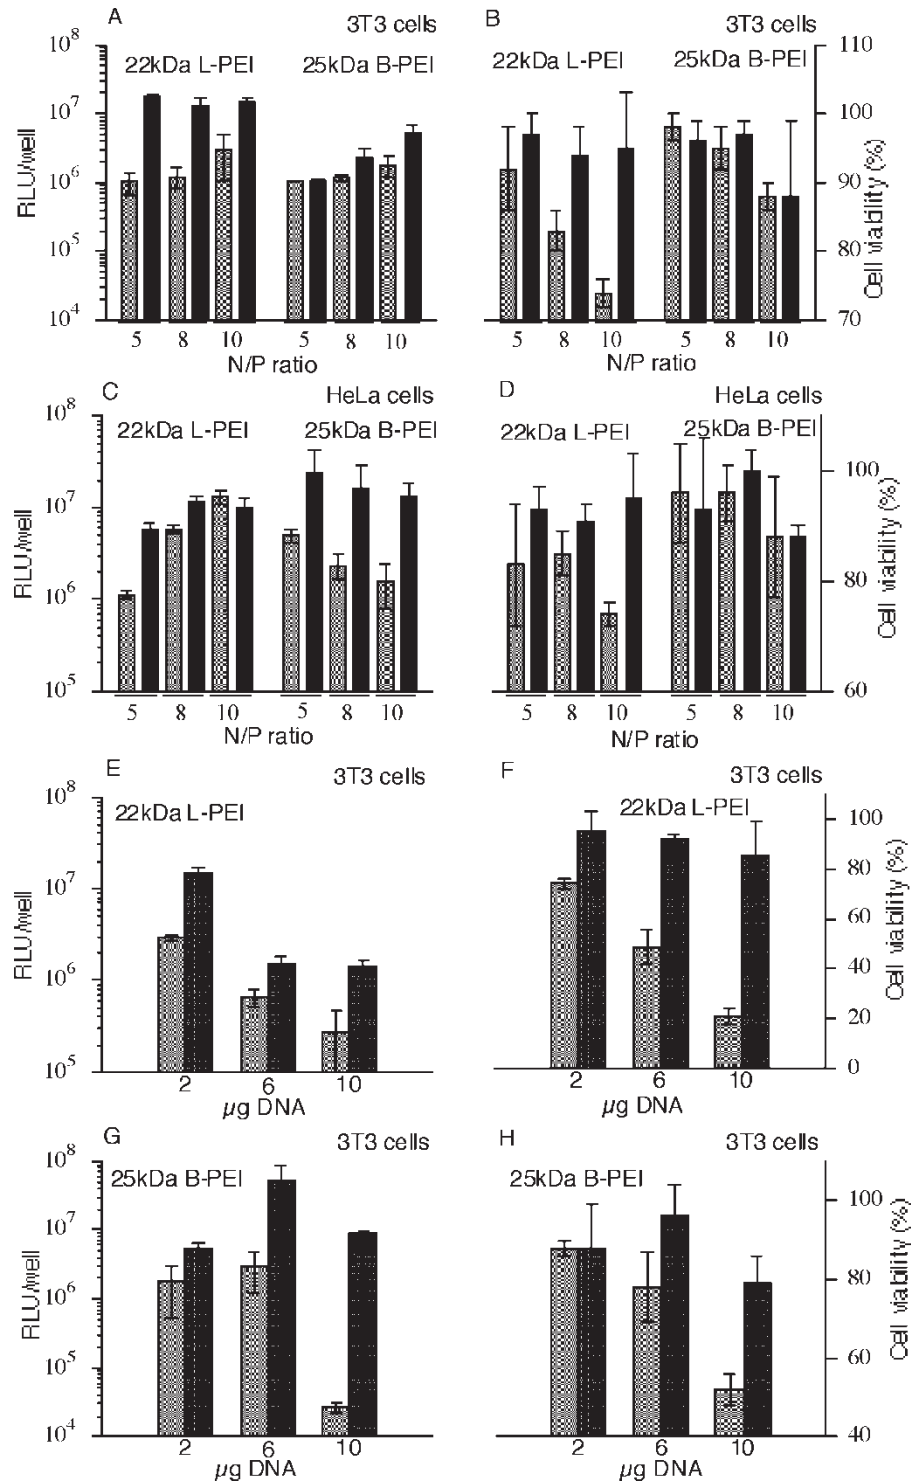 A 3T3 cells
22kDa L-PEI 25kDa B-PEI
10^8
10^7
10^6
10^5
10^4
RLU/well
5 8 10 5 8 10
N/P ratio
B 3T3 cells
22kDa L-PEI 25kDa B-PEI
110
100
90
80
70
Cell viability (%)
5 8 10 5 8 10
N/P ratio
C HeLa cells
22kDa L-PEI 25kDa B-PEI
10^8
10^7
10^6
10^5
RLU/well
5 8 10 5 8 10
N/P ratio
D HeLa cells
22kDa L-PEI 25kDa B-PEI
100
80
60
Cell viability (%)
5 8 10 5 8 10
N/P ratio
E 3T3 cells
22kDa L-PEI
10^8
10^7
10^6
10^5
RLU/well
2 6 10
µg DNA
F 3T3 cells
22kDa L-PEI
100
80
60
40
20
0
Cell viability (%)
2 6 10
µg DNA
G 3T3 cells
25kDa B-PEI
10^8
10^7
10^6
10^5
10^4
RLU/well
2 6 10
µg DNA
H 3T3 cells
25kDa B-PEI
100
80
60
40
Cell viability (%)
2 6 10
µg DNA